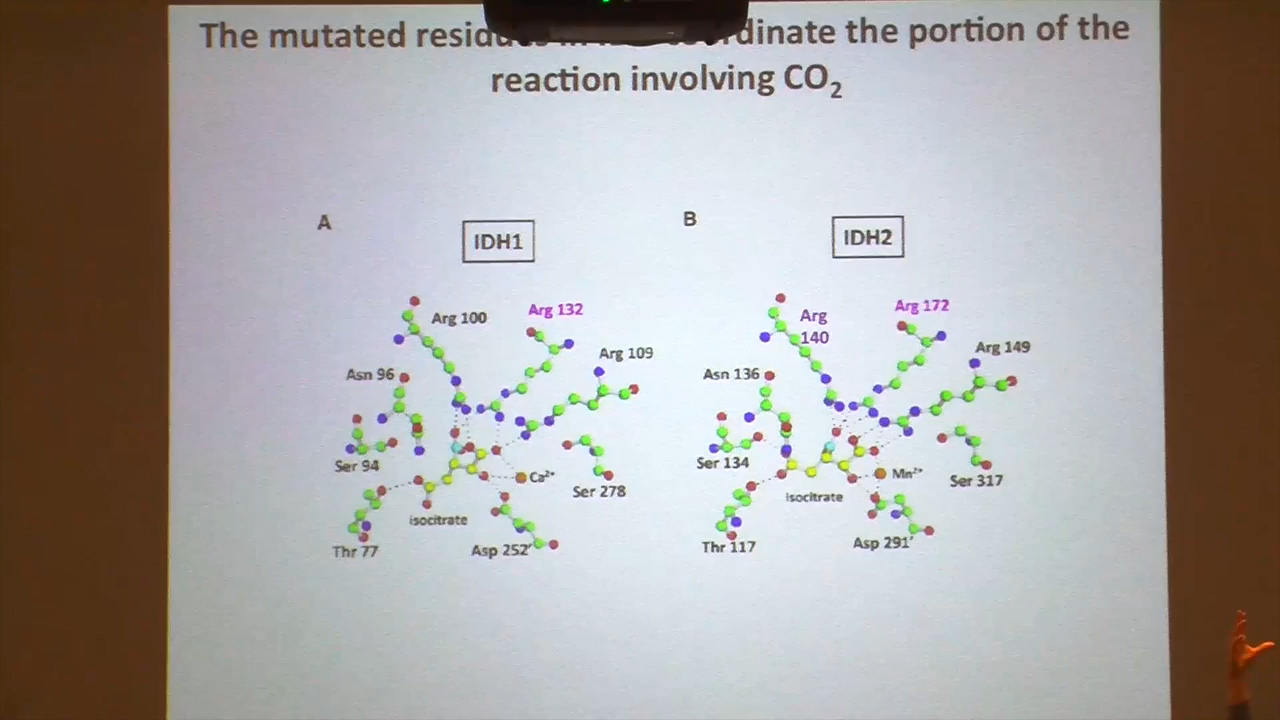 The mutated coordinate the portion of the
reaction involving CO₂
A
IDH1
B
IDH2
Arg 100
Arg 132
Arg 109
Asn 96
Ser 94
Ca²⁺
Ser 278
isocitrate
Thr 77
Asp 252'
Arg
140
Arg 172
Arg 149
Asn 136
Ser 134
Mn²⁺
Ser 317
isocitrate
Thr 117
Asp 291'